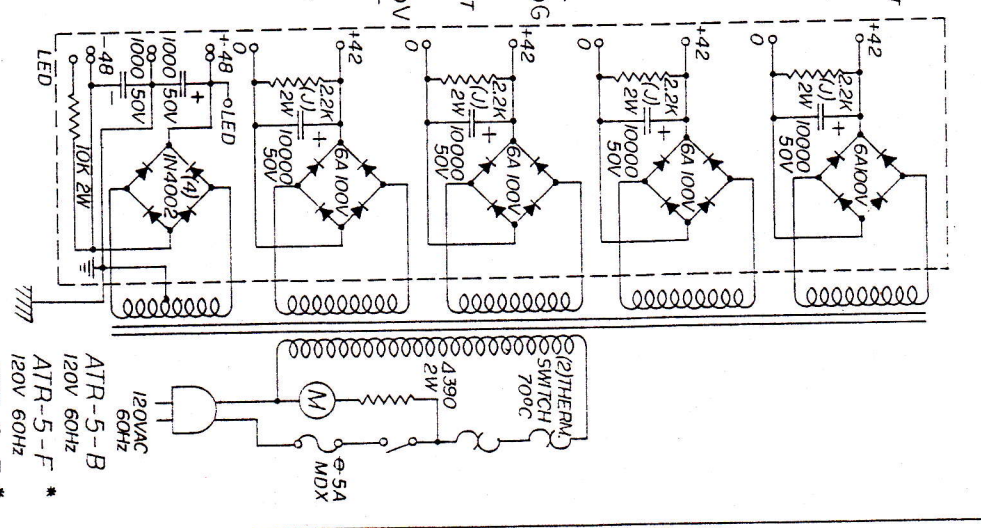 +42
0
2.2K
(J)
2W
+
10000
50V
6A 100V
+42
0
2.2K
(J)
2W
+
10000
50V
6A 100V
+42
0
2.2K
(J)
2W
+
10000
50V
6A 100V
+42
0
2.2K
(J)
2W
+
10000
50V
6A 100V
+48
LED
1000 50V
+
1000 50V
-
-48
LED
10K 2W
(4)
1N4002
(2) THERM.
SWITCH
70°C
Δ390
2W
M
5A
MDX
120VAC
60Hz
ATR-5-B
120V 60Hz
ATR-5-F *
120V 60Hz *